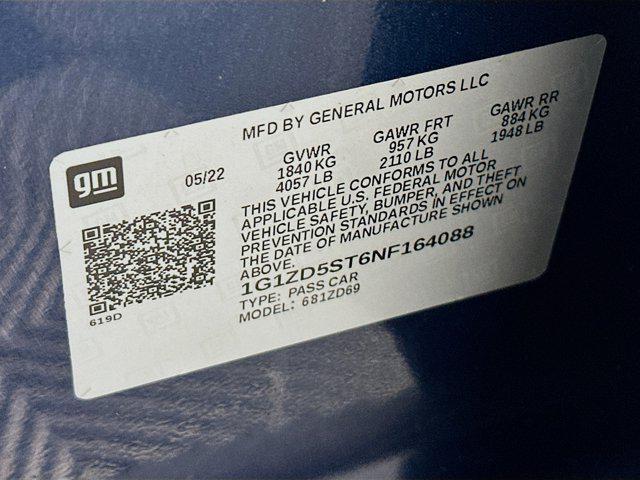 MFD BY GENERAL MOTORS LLC
gm
05/22
GVWR
1840 KG
4057 LB
GAWR FRT
957 KG
2110 LB
GAWR RR
884 KG
1948 LB
THIS VEHICLE CONFORMS TO ALL
APPLICABLE U.S. FEDERAL MOTOR
VEHICLE SAFETY, BUMPER, AND THEFT
PREVENTION STANDARDS IN EFFECT ON
THE DATE OF MANUFACTURE SHOWN
ABOVE.
1G1ZD5ST6NF164088
TYPE: PASS CAR
MODEL: 681ZD69
619D